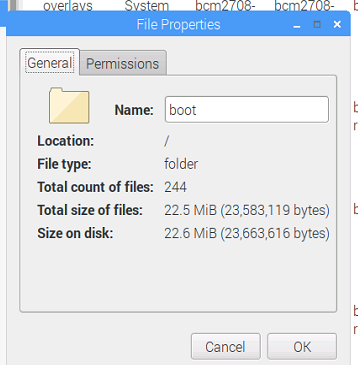 overlays System bcm2708- bcm2708-
File Properties
General Permissions
Name: boot
Location: /
File type: folder
Total count of files: 244
Total size of files: 22.5 MiB (23,583,119 bytes)
Size on disk: 22.6 MiB (23,663,616 bytes)
Cancel OK